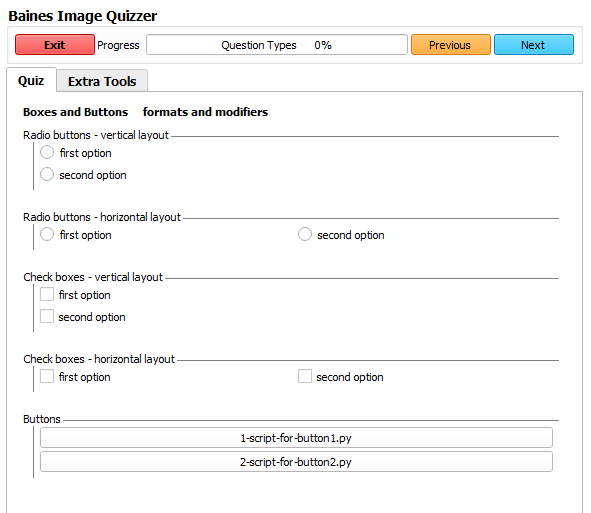 Baines Image Quizzer
Exit Progress Question Types 0% Previous Next
Quiz Extra Tools
Boxes and Buttons formats and modifiers
Radio buttons - vertical layout
first option
second option
Radio buttons - horizontal layout
first option second option
Check boxes - vertical layout
first option
second option
Check boxes - horizontal layout
first option second option
Buttons
1-script-for-button1.py
2-script-for-button2.py